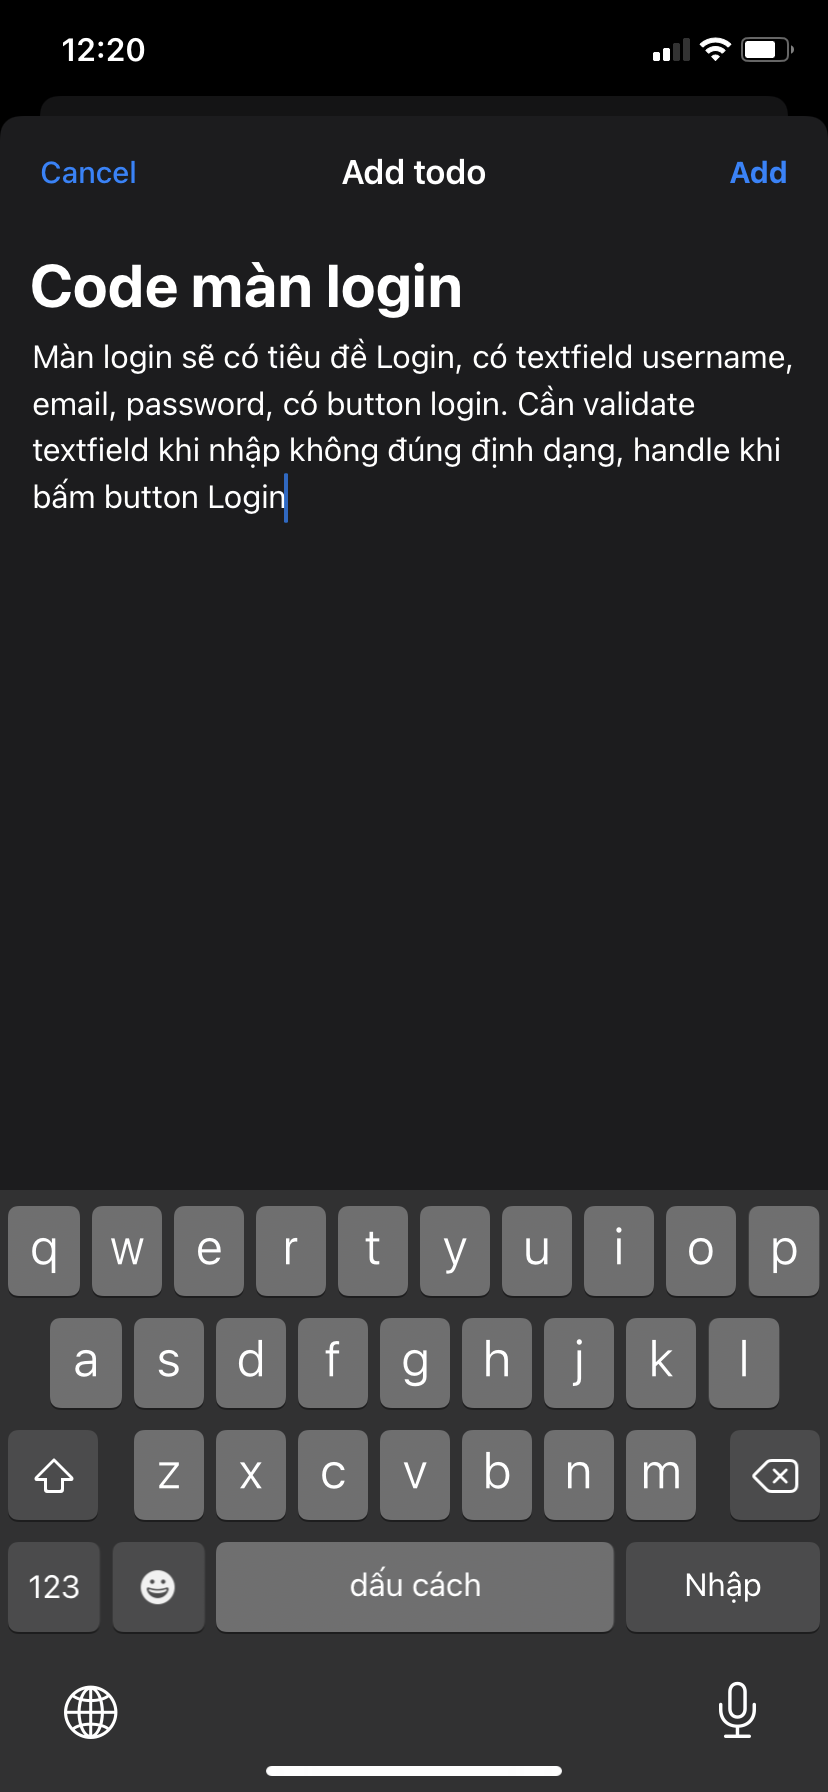 12:20
Cancel Add todo Add
Code màn login
Màn login sẽ có tiêu đề Login, có textfield username,
email, password, có button login. Cần validate
textfield khi nhập không đúng định dạng, handle khi
bấm button Login
q w e r t y u i o p
a s d f g h j k l
z x c v b n m
123 dấu cách Nhập